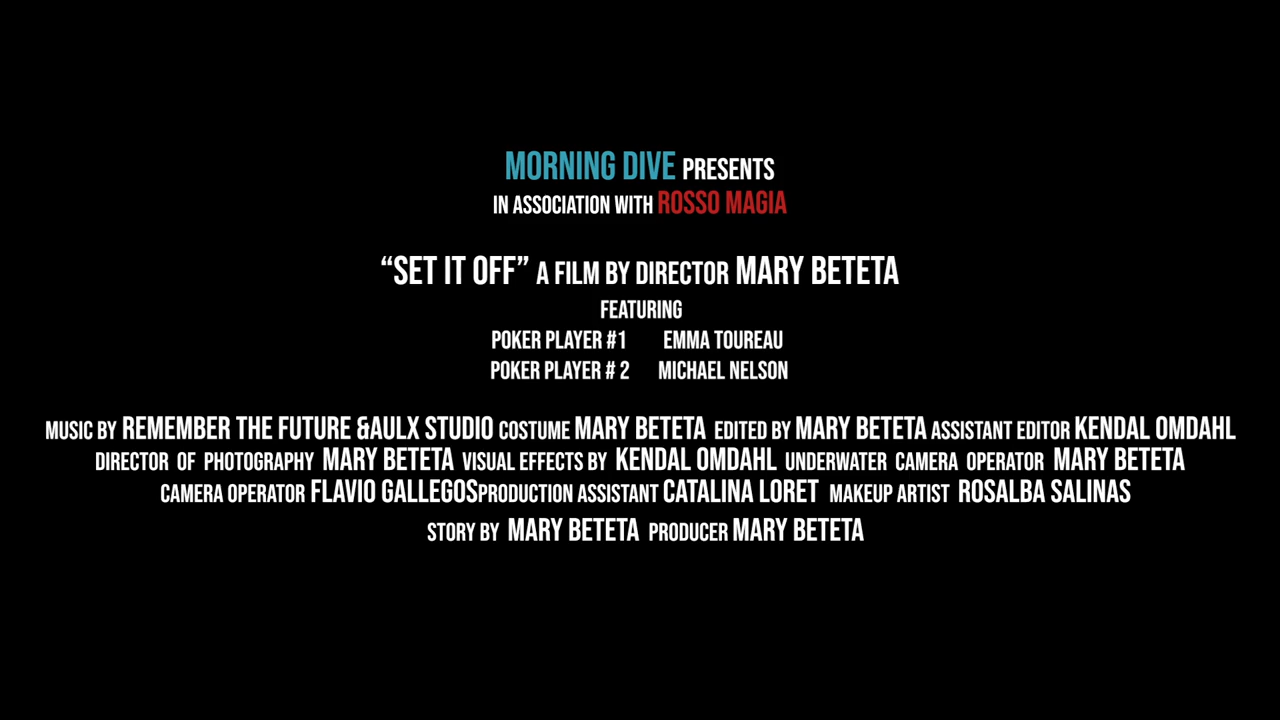 MORNING DIVE PRESENTS
IN ASSOCIATION WITH ROSSO MAGIA
“SET IT OFF” A FILM BY DIRECTOR MARY BETETA
FEATURING
POKER PLAYER #1 EMMA TOUREAU
POKER PLAYER # 2 MICHAEL NELSON
MUSIC BY REMEMBER THE FUTURE &AULX STUDIO COSTUME MARY BETETA EDITED BY MARY BETETA ASSISTANT EDITOR KENDAL OMDAHL
DIRECTOR OF PHOTOGRAPHY MARY BETETA VISUAL EFFECTS BY KENDAL OMDAHL UNDERWATER CAMERA OPERATOR MARY BETETA
CAMERA OPERATOR FLAVIO GALLEGOSPRODUCTION ASSISTANT CATALINA LORET MAKEUP ARTIST ROSALBA SALINAS
STORY BY MARY BETETA PRODUCER MARY BETETA